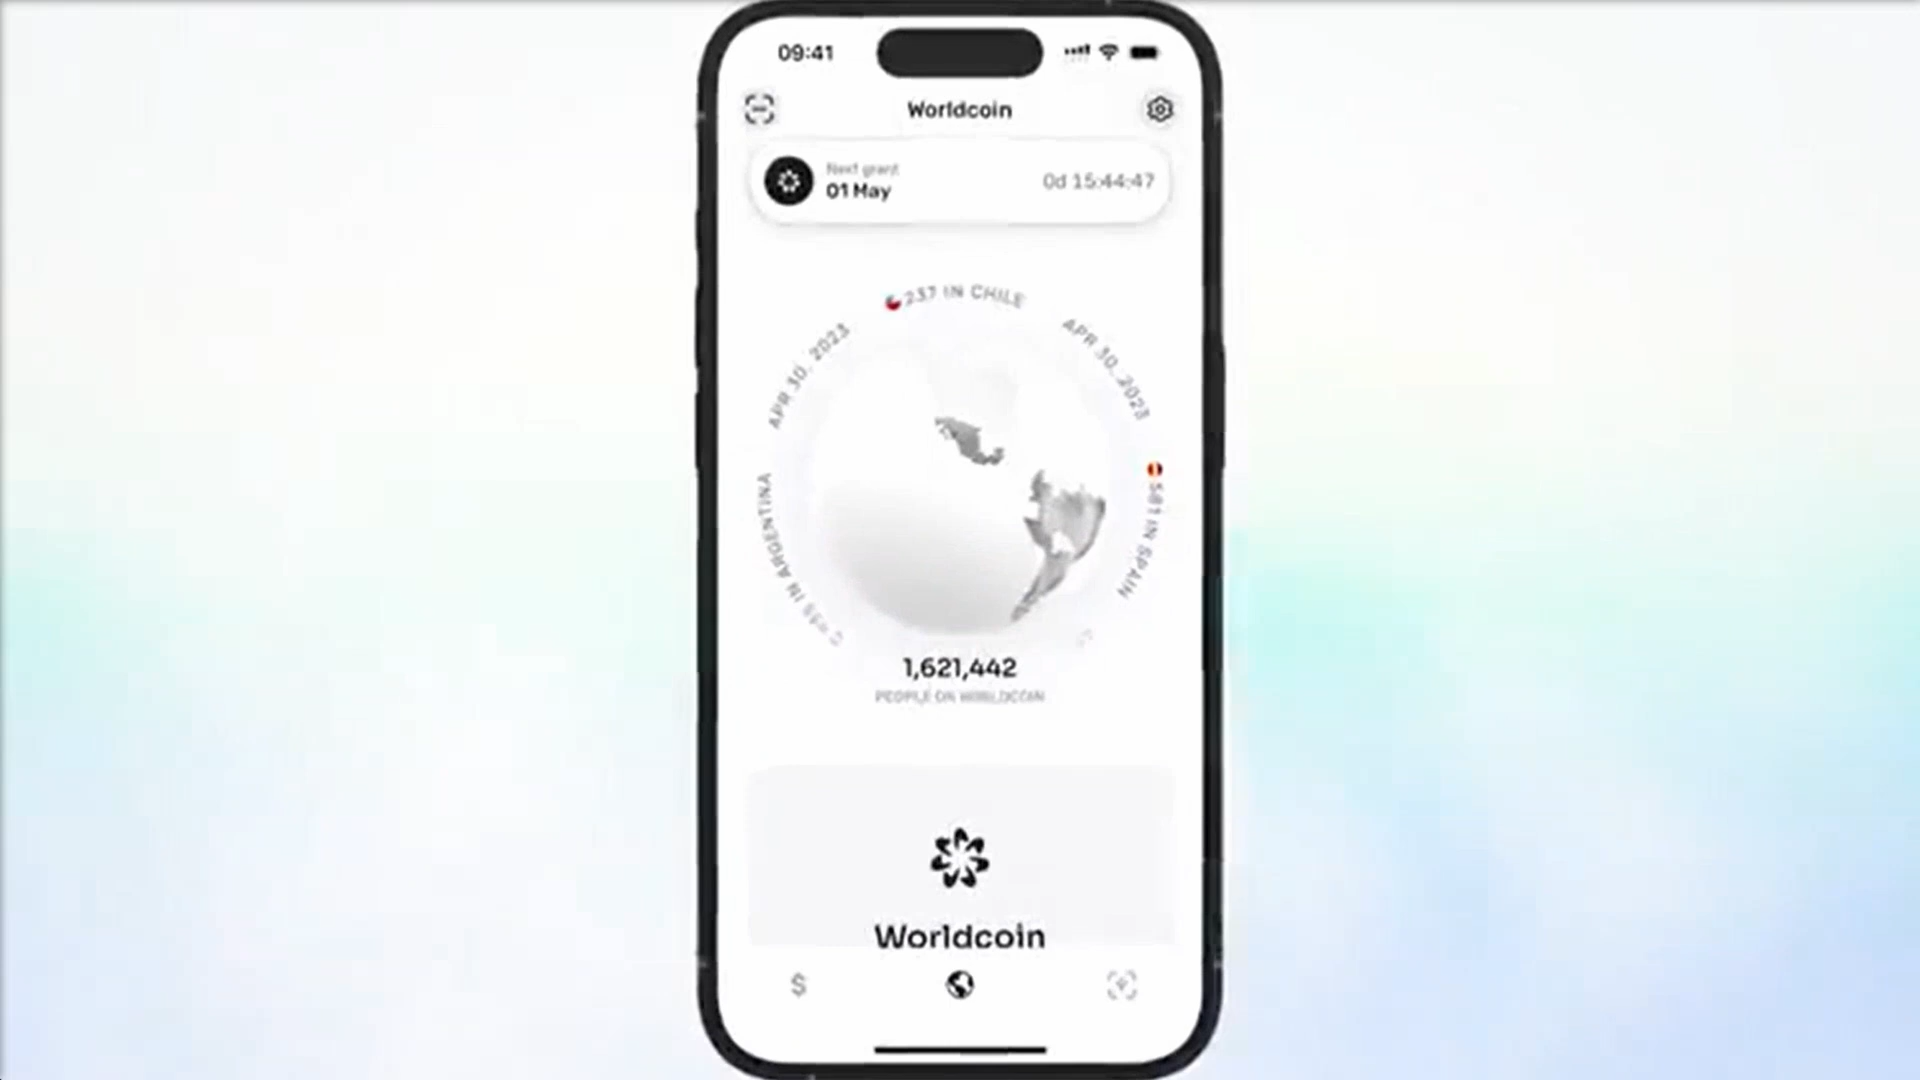 09:41
Worldcoin
Next grant
01 May
0d 15:44:47
237 IN CHILE
APR 30, 2023
APR 30, 2023
581 IN SPAIN
IN ARGENTINA
1,621,442
PEOPLE ON WORLDCOIN
Worldcoin
$